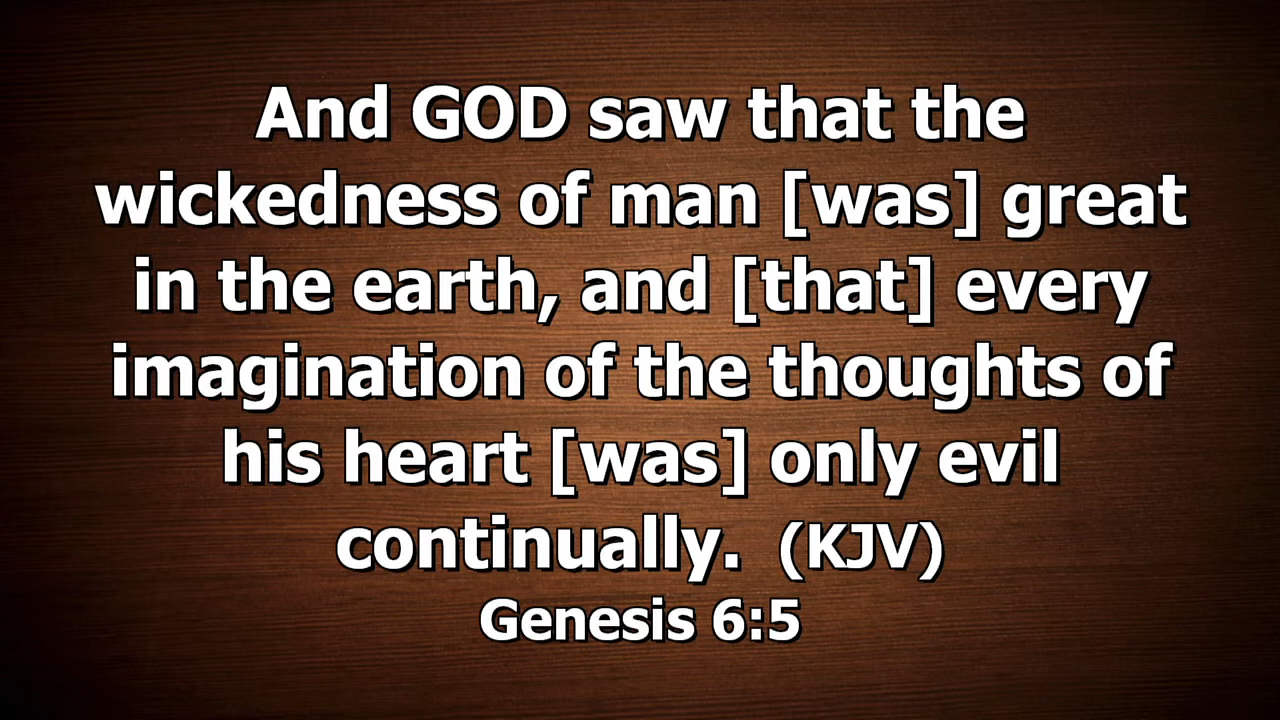 And GOD saw that the
wickedness of man [was] great
in the earth, and [that] every
imagination of the thoughts of
his heart [was] only evil
continually.  (KJV)
Genesis 6:5